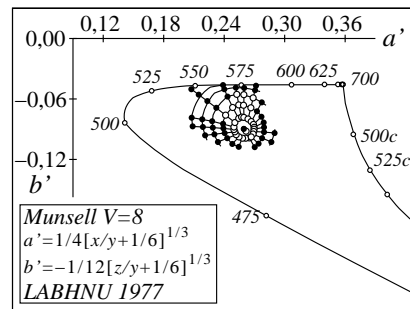 0,12 0,18 0,24 0,30 0,36
a'
0,00
525 550 575 600 625 700
−0,06
500
500c
−0,12
525c
b'
475
Munsell V=8
a'=1/4[x/y+1/6]^1/3
b'=−1/12[z/y+1/6]^1/3
LABHNU 1977